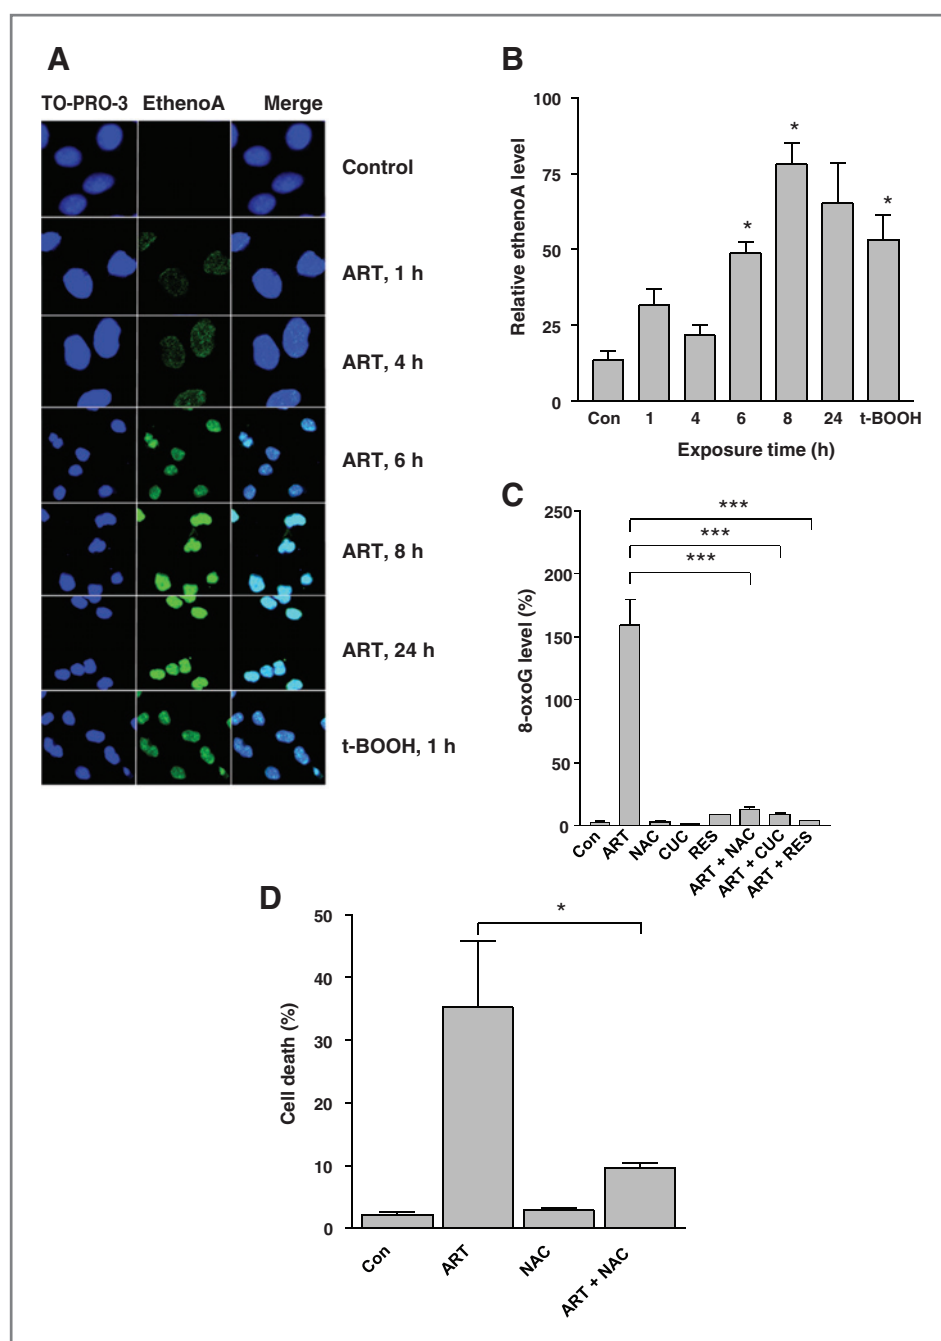 A
TO-PRO-3 EthenoA Merge
Control
ART, 1 h
ART, 4 h
ART, 6 h
ART, 8 h
ART, 24 h
t-BOOH, 1 h
B
Relative ethenoA level
100
75
50
25
0
* * *
Con 1 4 6 8 24 t-BOOH
Exposure time (h)
C
8-oxoG level (%)
250
200
150
100
50
0
***
***
***
Con ART NAC CUC RES ART + NAC ART + CUC ART + RES
D
Cell death (%)
50
40
30
20
10
0
*
Con ART NAC ART + NAC